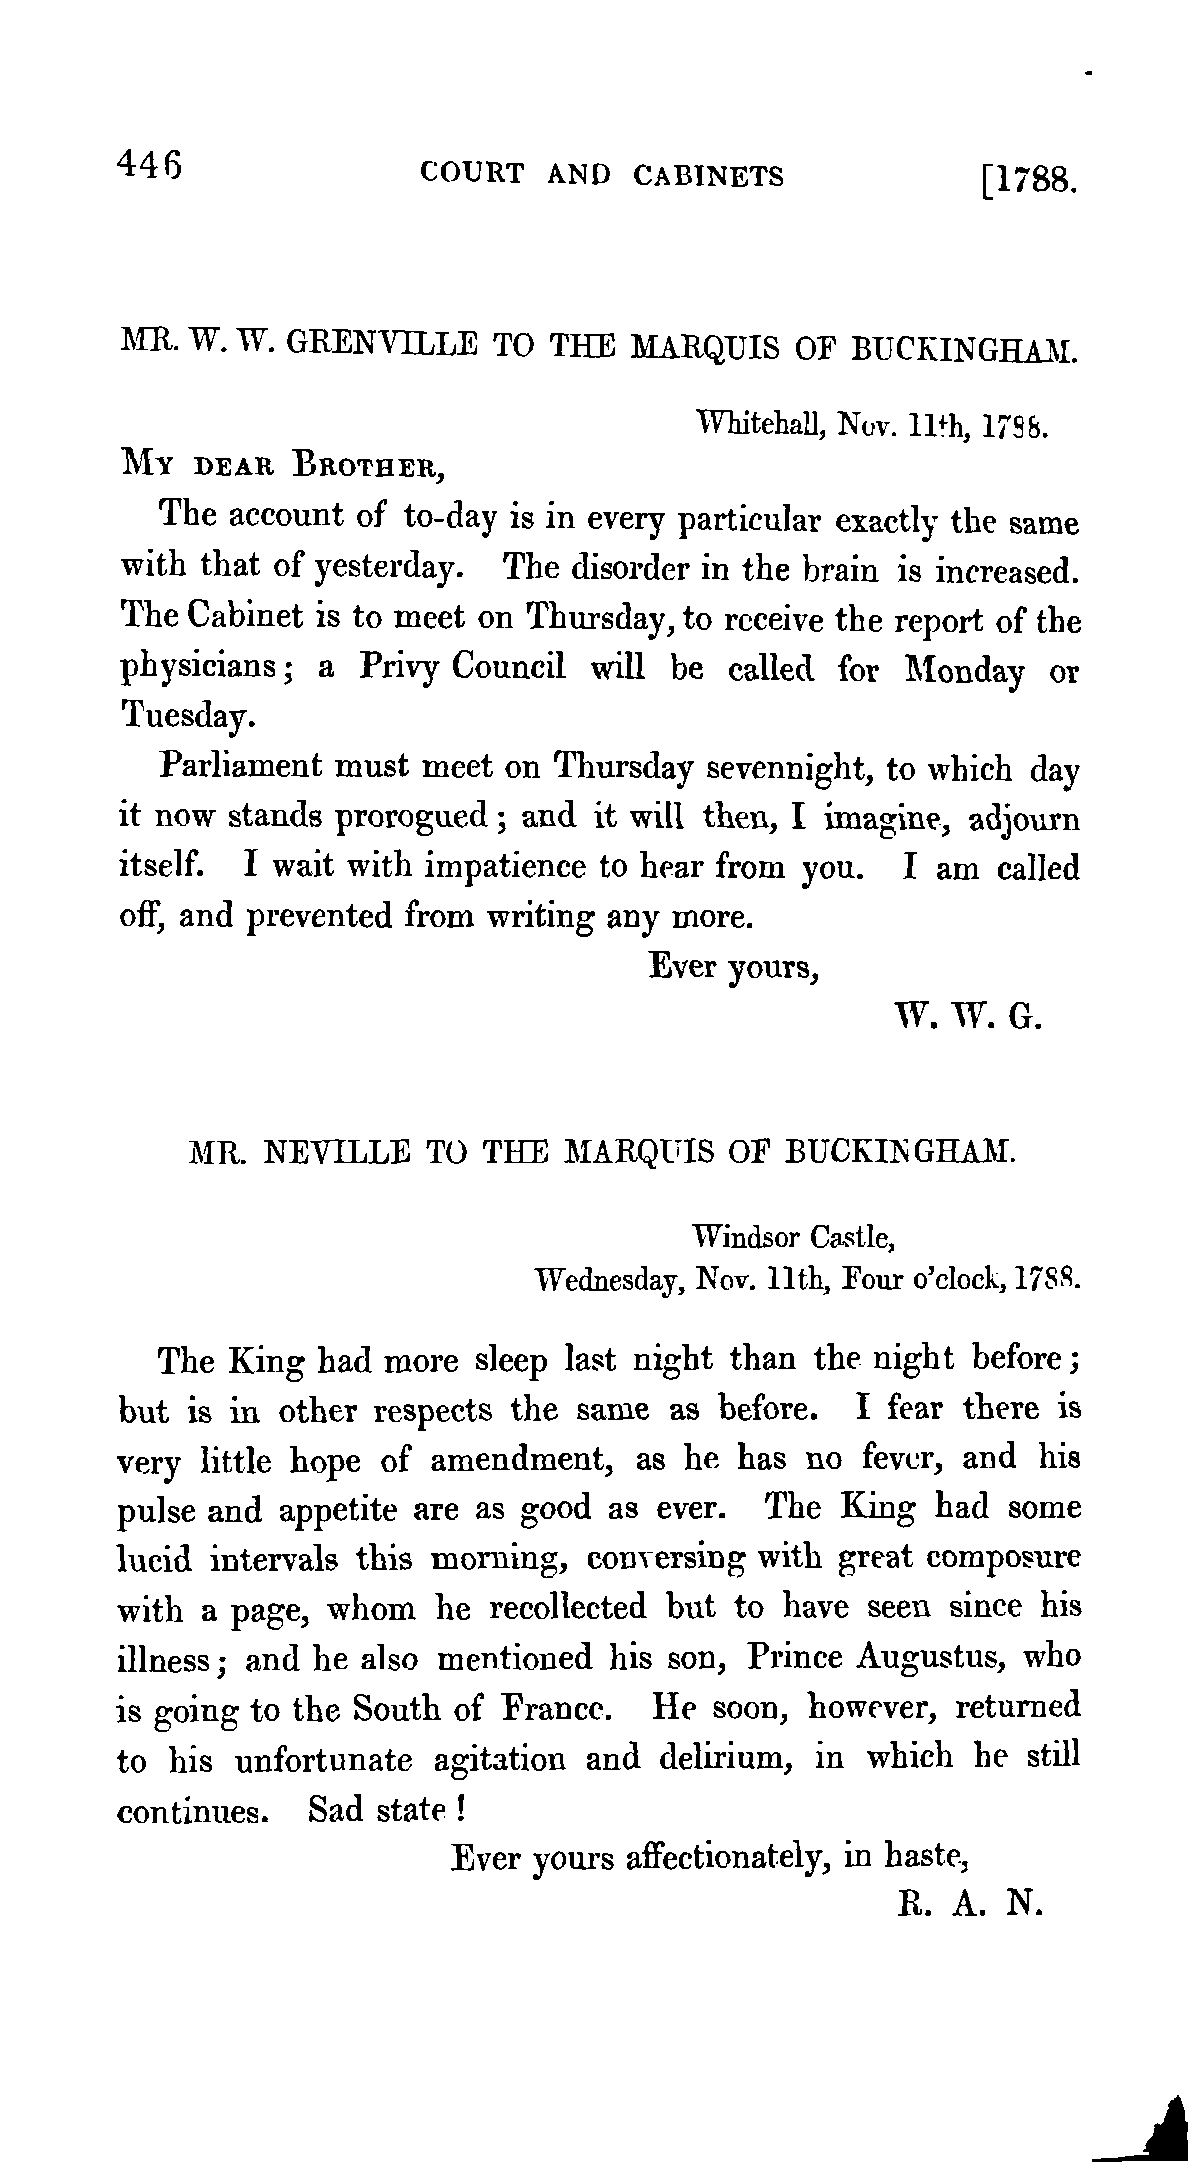 446 COURT AND CABINETS [1788.
MR. W. W. GRENVILLE TO THE MARQUIS OF BUCKINGHAM.
Whitehall, Nov. 11th, 1788.
MY DEAR BROTHER,
The account of to-day is in every particular exactly the same
with that of yesterday. The disorder in the brain is increased.
The Cabinet is to meet on Thursday, to receive the report of the
physicians; a Privy Council will be called for Monday or
Tuesday.
Parliament must meet on Thursday sevennight, to which day
it now stands prorogued; and it will then, I imagine, adjourn
itself. I wait with impatience to hear from you. I am called
off, and prevented from writing any more.
Ever yours,
W. W. G.
MR. NEVILLE TO THE MARQUIS OF BUCKINGHAM.
Windsor Castle,
Wednesday, Nov. 11th, Four o'clock, 1788.
The King had more sleep last night than the night before;
but is in other respects the same as before. I fear there is
very little hope of amendment, as he has no fever, and his
pulse and appetite are as good as ever. The King had some
lucid intervals this morning, conversing with great composure
with a page, whom he recollected but to have seen since his
illness; and he also mentioned his son, Prince Augustus, who
is going to the South of France. He soon, however, returned
to his unfortunate agitation and delirium, in which he still
continues. Sad state!
Ever yours affectionately, in haste,
R. A. N.